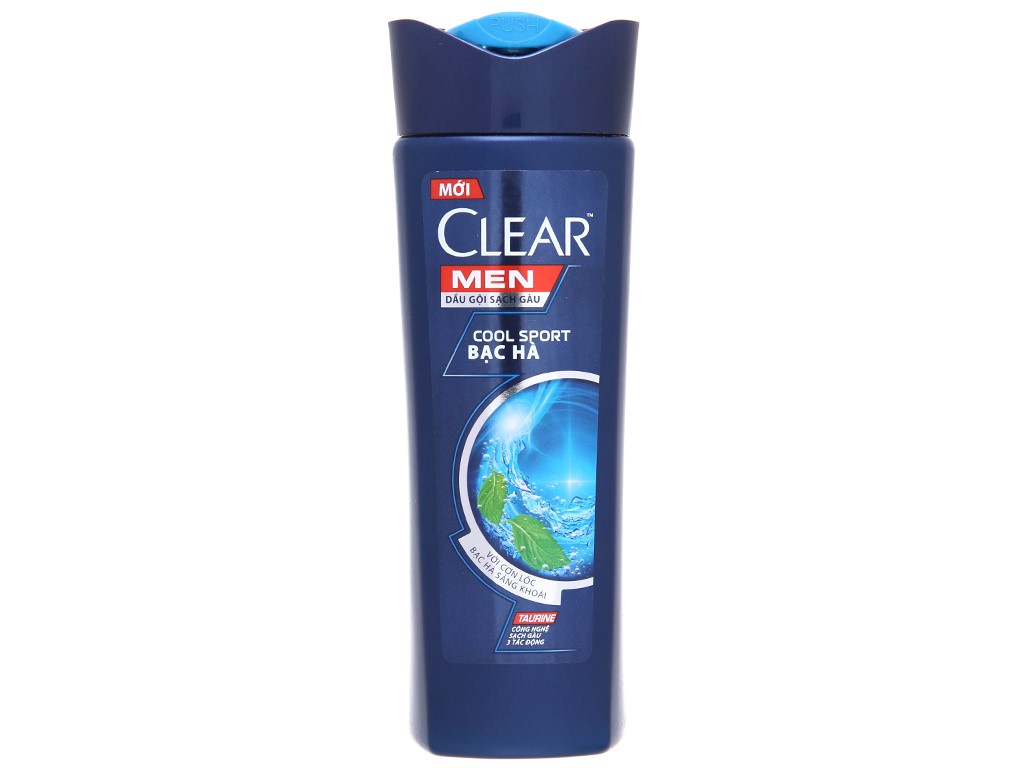 PUSH
MỚI
CLEAR™
MEN
DẦU GỘI SẠCH GÀU
COOL SPORT
BẠC HÀ
VỚI CƠN LỐC
BẠC HÀ SẢNG KHOÁI
TAURINE
CÔNG NGHỆ
SẠCH GÀU
3 TÁC ĐỘNG